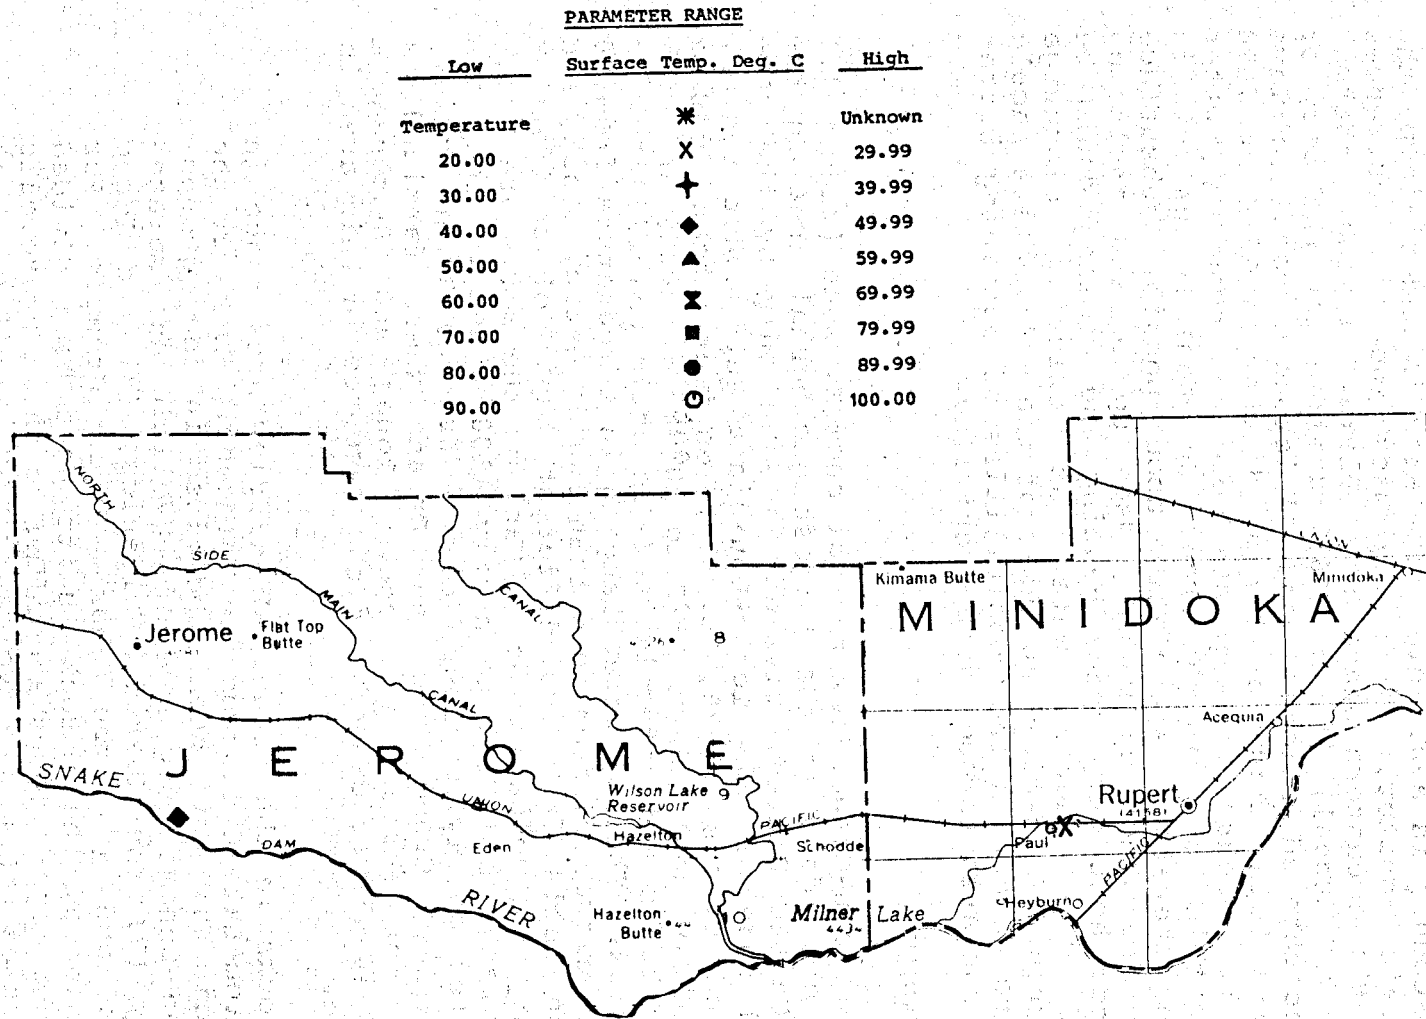 PARAMETER RANGE
Low Surface Temp. Deg. C High
Temperature Unknown
20.00 X 29.99
30.00 39.99
40.00 49.99
50.00 59.99
60.00 69.99
70.00 79.99
80.00 89.99
90.00 100.00
NORTH
SIDE
MAIN
CANAL
CANAL
Kimama Butte
Minidoka
MINIDOKA
Jerome
Flat Top
Butte
8
Acequia
JEROME
SNAKE
Wilson Lake
Reservoir
9
UNION
PACIFIC
Rupert
(4158)
Hazelton
Eden
Schodde
Paul
X
DAM
PACIFIC
RIVER
Hazelton
Butte
44
Milner Lake
Heyburn